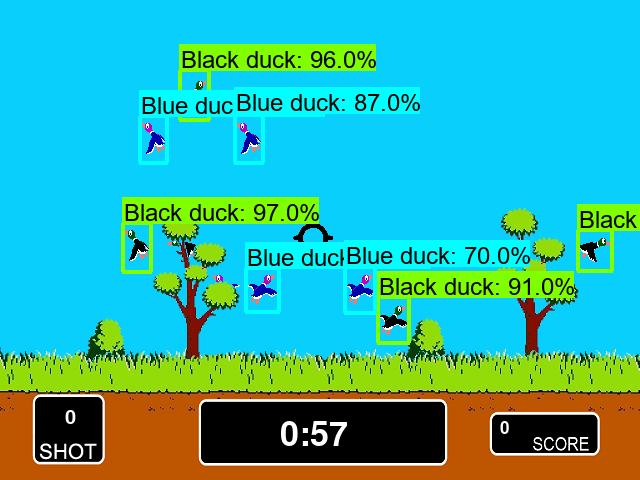 Black duck: 96.0%
Blue duc
Blue duck: 87.0%
Black duck: 97.0%
Black
Blue duck
Blue duck: 70.0%
Black duck: 91.0%
0
SHOT
0:57
0
SCORE